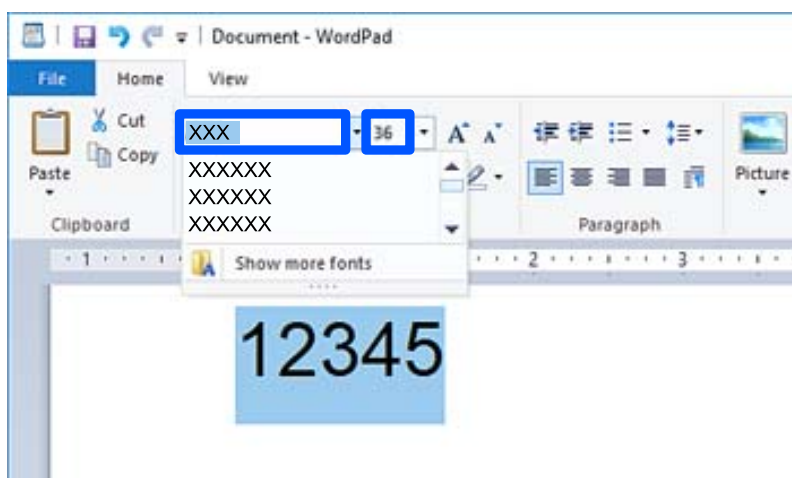 Document - WordPad
File Home View
Cut
Copy
Paste
Clipboard
XXX
36
A A
XXXXXX
XXXXXX
XXXXXX
Show more fonts
Paragraph
Picture
1 2 3
12345